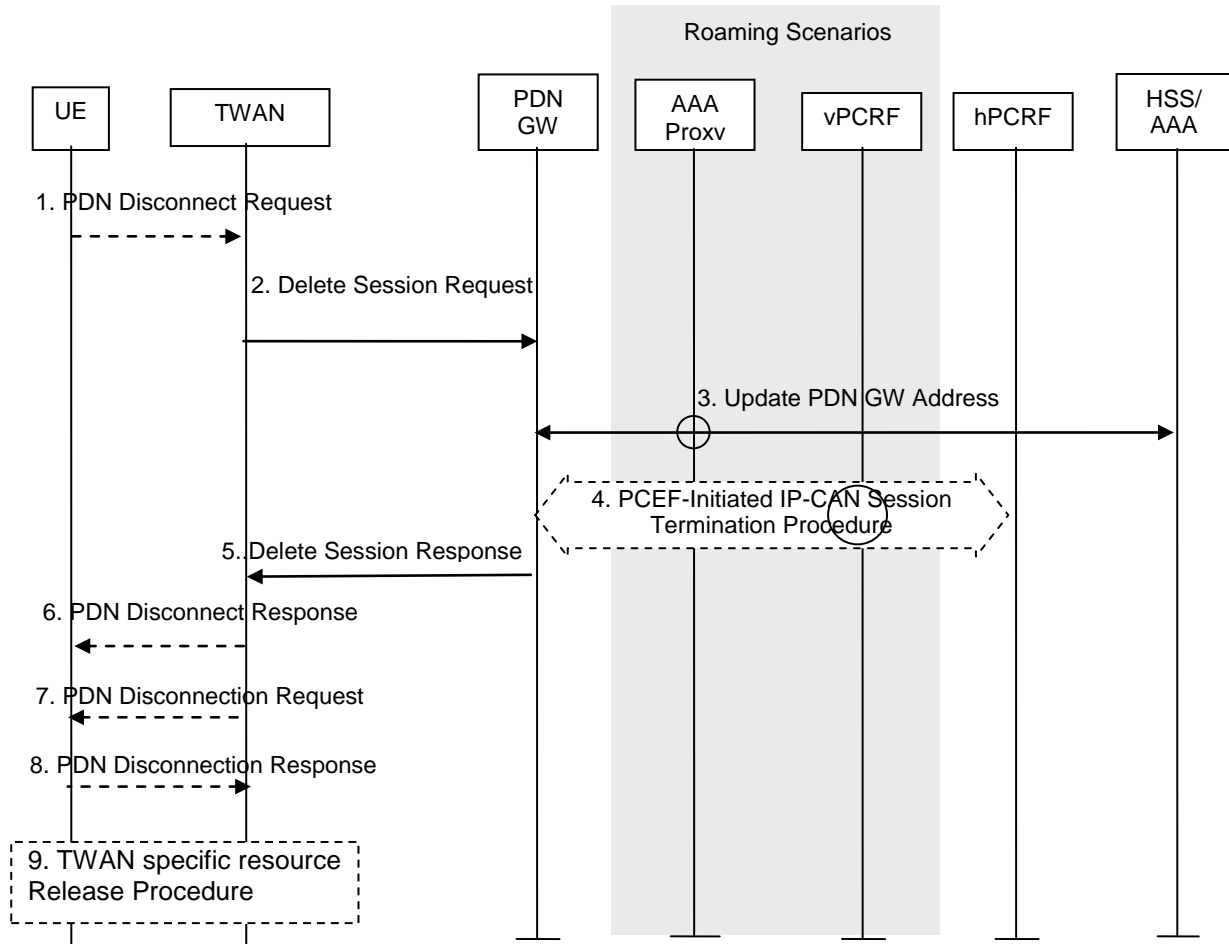 Roaming Scenarios
UE
TWAN
PDN
GW
AAA
Proxv
vPCRF
hPCRF
HSS/
AAA
1. PDN Disconnect Request
2. Delete Session Request
3. Update PDN GW Address
4. PCEF-Initiated IP-CAN Session
Termination Procedure
5..Delete Session Response
6. PDN Disconnect Response
7. PDN Disconnection Request
8. PDN Disconnection Response
9. TWAN specific resource
Release Procedure